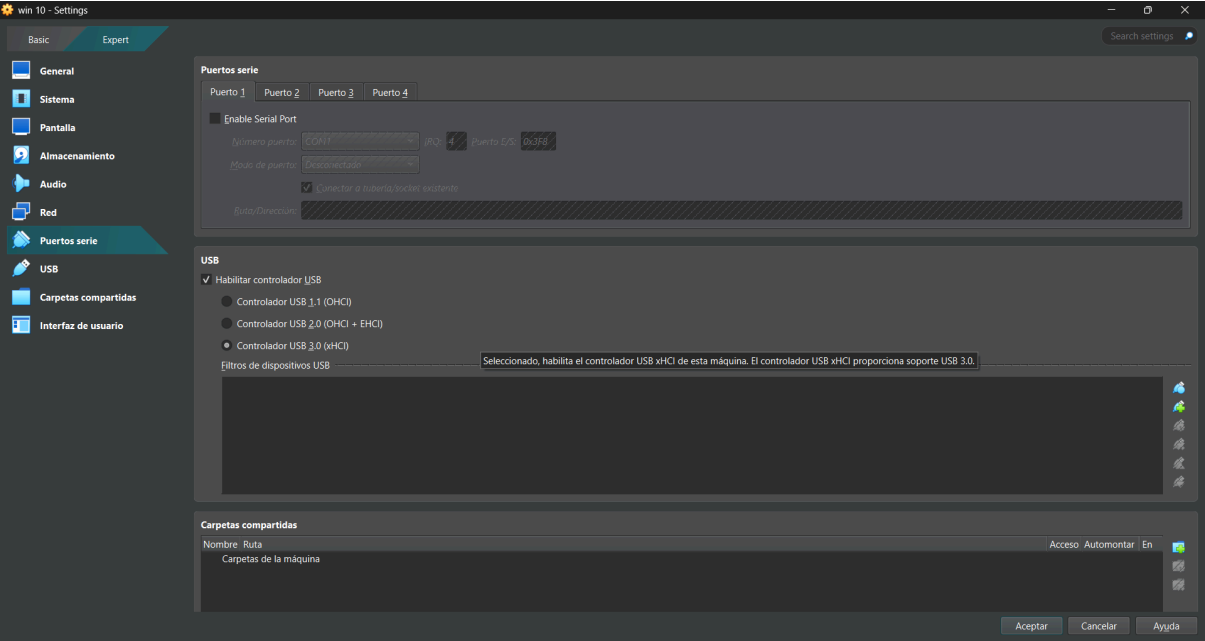 win 10 - Settings
Basic
Expert
Search settings
General
Sistema
Pantalla
Almacenamiento
Audio
Red
Puertos serie
USB
Carpetas compartidas
Interfaz de usuario
Puertos serie
Puerto 1 Puerto 2 Puerto 3 Puerto 4
Enable Serial Port
Número puerto: COM1 IRQ: 4 Puerto E/S: 0x3F8
Modo de puerto: Desconectado
Conectar a tubería/socket existente
Ruta/Dirección:
USB
Habilitar controlador USB
Controlador USB 1.1 (OHCI)
Controlador USB 2.0 (OHCI + EHCI)
Controlador USB 3.0 (xHCI)
Seleccionado, habilita el controlador USB xHCI de esta máquina. El controlador USB xHCI proporciona soporte USB 3.0.
Filtros de dispositivos USB
Carpetas compartidas
Nombre Ruta Acceso Automontar En
Carpetas de la máquina
Aceptar Cancelar Ayuda